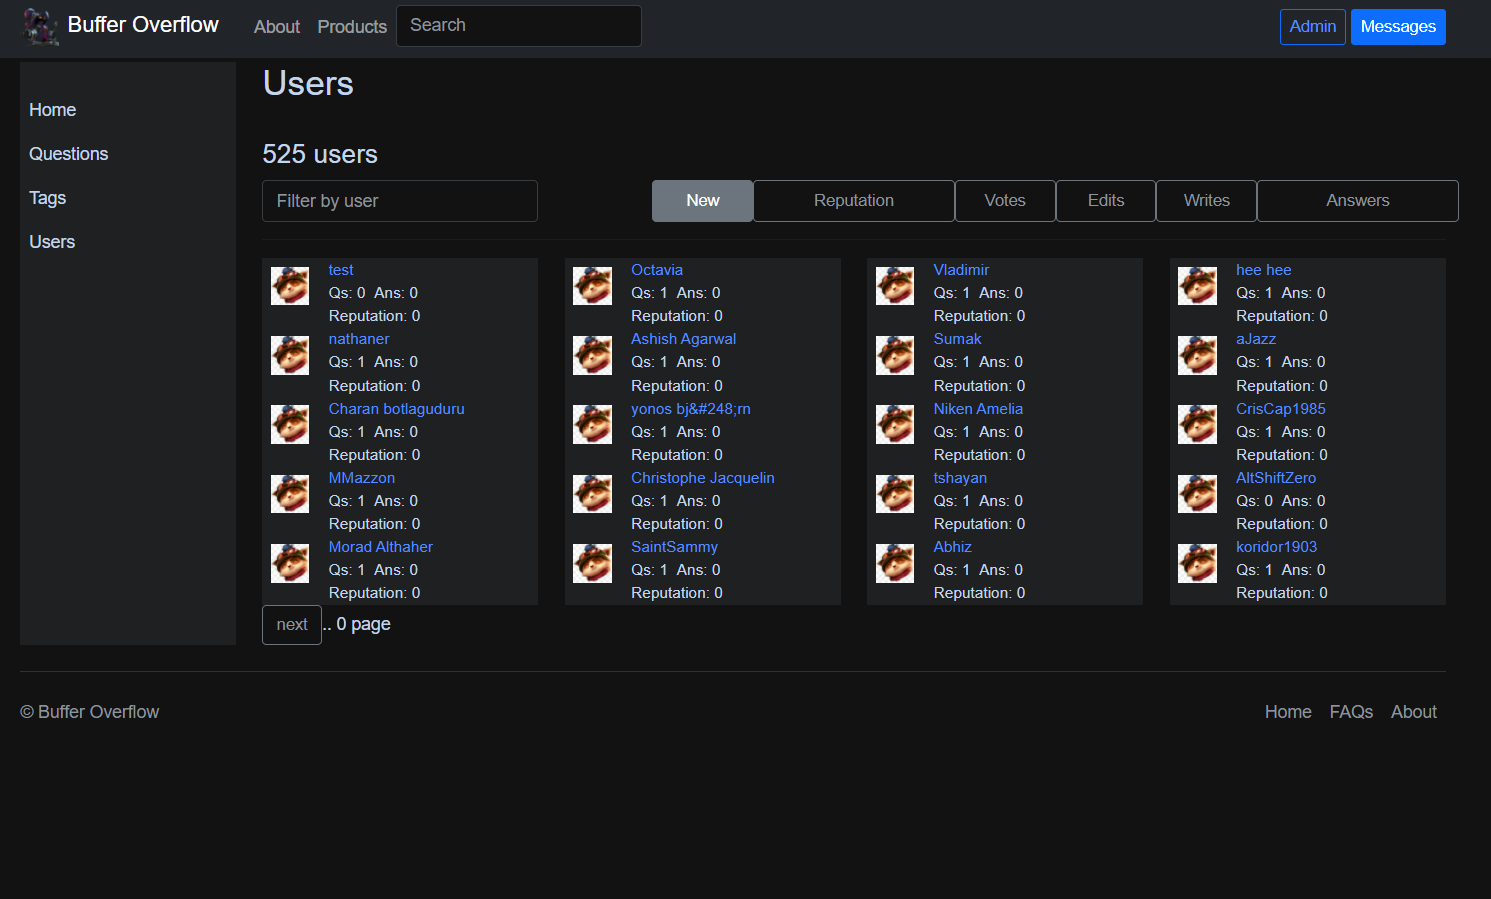 Buffer Overflow
About Products Search
Admin Messages
Home
Questions
Tags
Users
Users
525 users
Filter by user
New Reputation Votes Edits Writes Answers
test
Qs: 0 Ans: 0
Reputation: 0
Octavia
Qs: 1 Ans: 0
Reputation: 0
Vladimir
Qs: 1 Ans: 0
Reputation: 0
hee hee
Qs: 1 Ans: 0
Reputation: 0
nathaner
Qs: 1 Ans: 0
Reputation: 0
Ashish Agarwal
Qs: 1 Ans: 0
Reputation: 0
Sumak
Qs: 1 Ans: 0
Reputation: 0
aJazz
Qs: 1 Ans: 0
Reputation: 0
Charan botlaguduru
Qs: 1 Ans: 0
Reputation: 0
yonos bj&#248;rn
Qs: 1 Ans: 0
Reputation: 0
Niken Amelia
Qs: 1 Ans: 0
Reputation: 0
CrisCap1985
Qs: 1 Ans: 0
Reputation: 0
MMazzon
Qs: 1 Ans: 0
Reputation: 0
Christophe Jacquelin
Qs: 1 Ans: 0
Reputation: 0
tshayan
Qs: 1 Ans: 0
Reputation: 0
AltShiftZero
Qs: 0 Ans: 0
Reputation: 0
Morad Althaher
Qs: 1 Ans: 0
Reputation: 0
SaintSammy
Qs: 1 Ans: 0
Reputation: 0
Abhiz
Qs: 1 Ans: 0
Reputation: 0
koridor1903
Qs: 1 Ans: 0
Reputation: 0
next .. 0 page
© Buffer Overflow
Home FAQs About